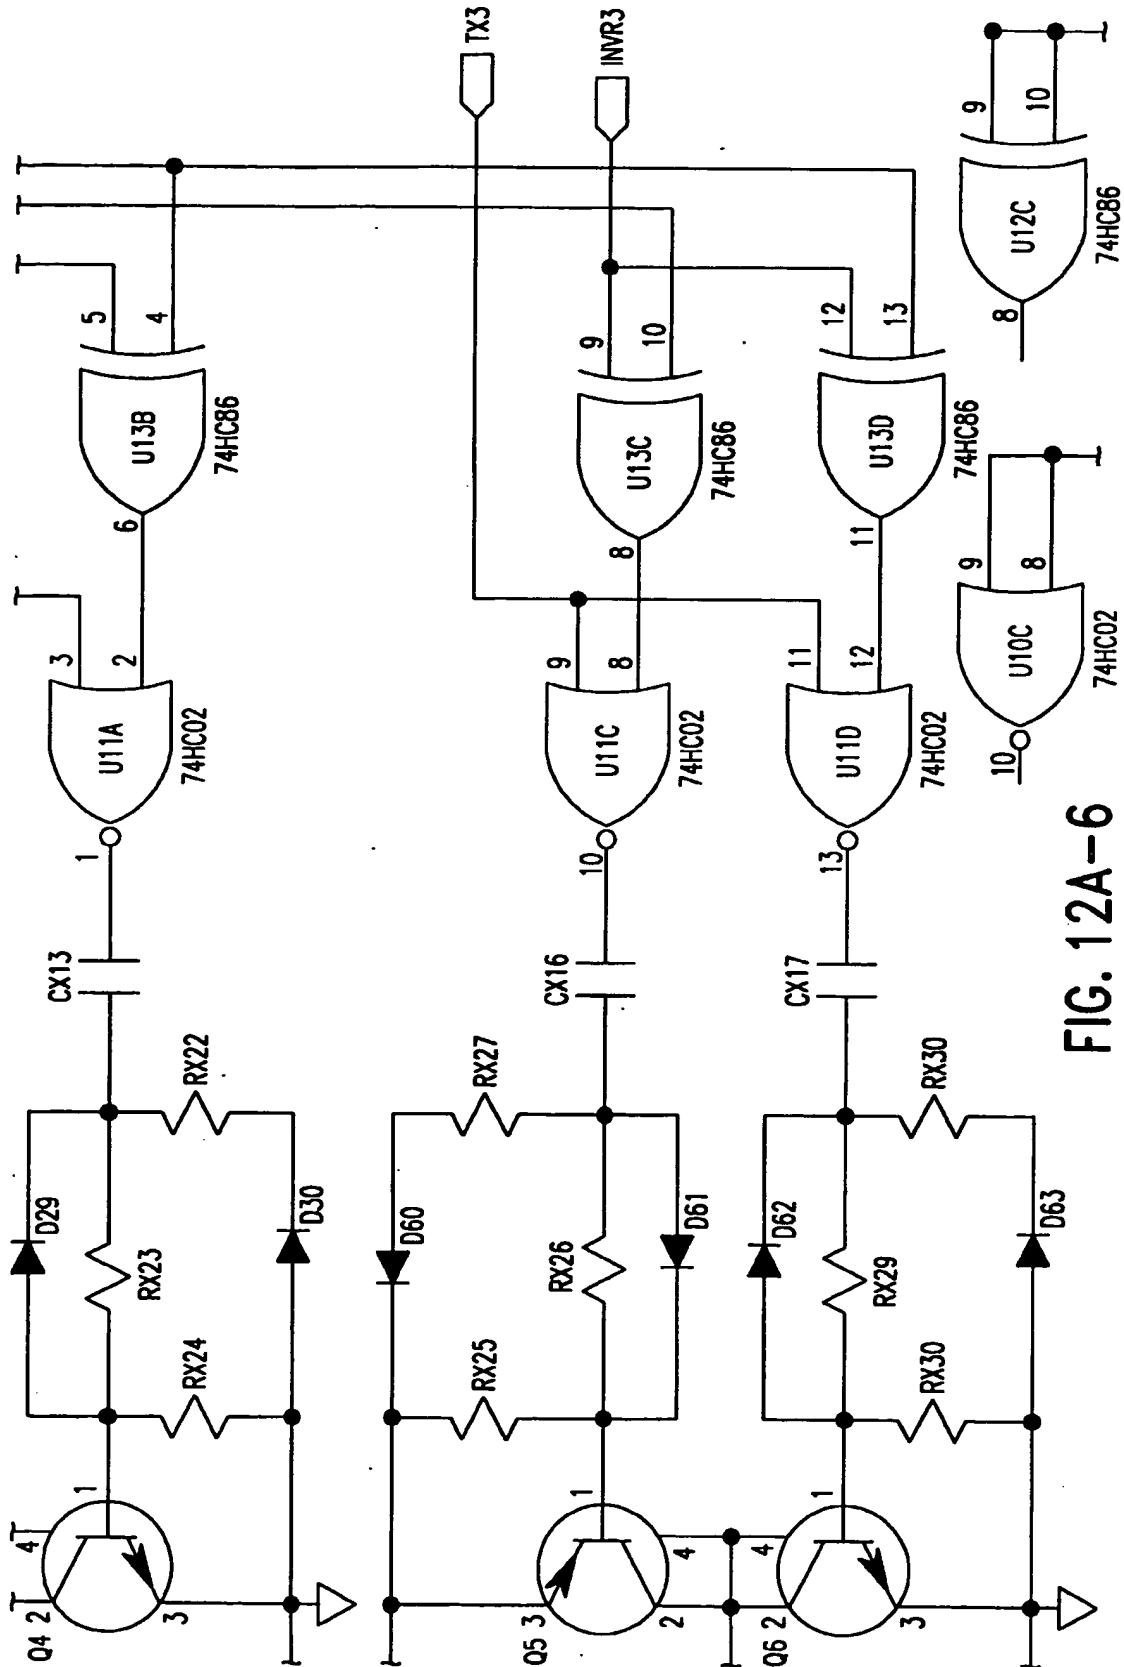 TX3
INVR3
5
4
U13B
74HC86
6
3
2
U11A
74HC02
1
CX13
RX22
D29
D30
RX23
RX24
4
Q4
2
1
3
9
10
U13C
74HC86
8
9
8
U11C
74HC02
10
CX16
RX27
D60
D61
RX26
RX25
1
Q5
3
4
2
12
13
U13D
74HC86
11
11
12
U11D
74HC02
13
CX17
RX30
D62
D63
RX29
RX30
1
4
Q6
2
3
9
10
U12C
74HC86
8
9
8
U10C
74HC02
10
FIG. 12A-6